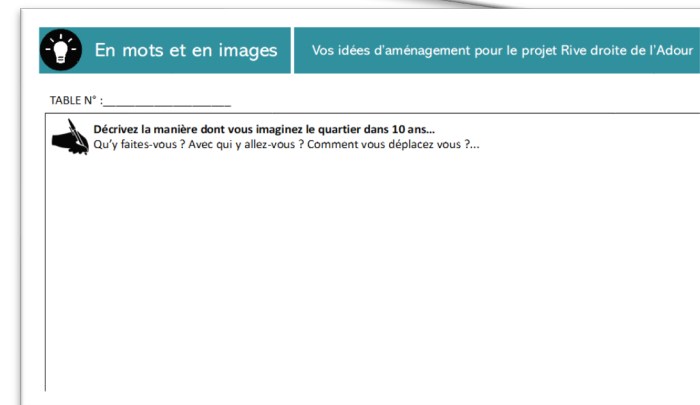 En mots et en images
Vos idées d'aménagement pour le projet Rive droite de l'Adour
TABLE N° :____________________
Décrivez la manière dont vous imaginez le quartier dans 10 ans...
Qu'y faites-vous ? Avec qui y allez-vous ? Comment vous déplacez vous ?...